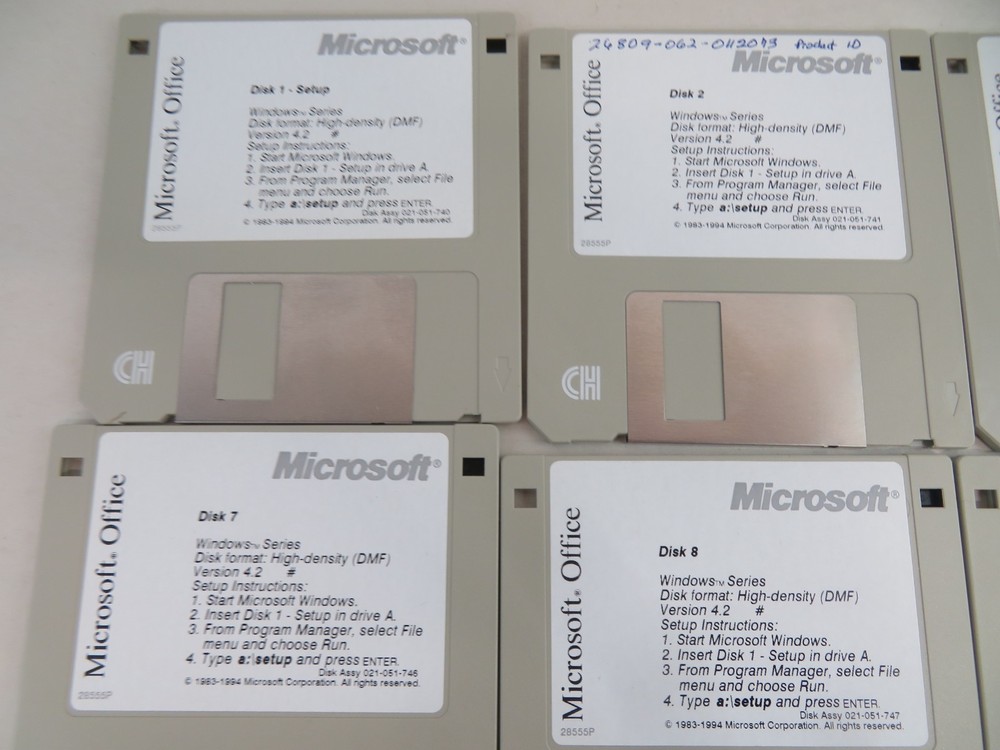 Microsoft®
Microsoft® Office
Disk 1 - Setup
Windows™ Series
Disk format: High-density (DMF)
Version 4.2 #
Setup Instructions:
1. Start Microsoft Windows.
2. Insert Disk 1 - Setup in drive A.
3. From Program Manager, select File
menu and choose Run.
4. Type a:\setup and press ENTER.
Disk Assy 021-051-740
© 1983-1994 Microsoft Corporation. All rights reserved.
28555P
CH
24809-062-0112073 Product ID
Microsoft®
Microsoft® Office
Disk 2
Windows™ Series
Disk format: High-density (DMF)
Version 4.2 #
Setup Instructions:
1. Start Microsoft Windows.
2. Insert Disk 1 - Setup in drive A.
3. From Program Manager, select File
menu and choose Run.
4. Type a:\setup and press ENTER.
Disk Assy 021-051-741
© 1983-1994 Microsoft Corporation. All rights reserved.
28555P
CH
Microsoft®
Microsoft® Office
Disk 7
Windows™ Series
Disk format: High-density (DMF)
Version 4.2 #
Setup Instructions:
1. Start Microsoft Windows.
2. Insert Disk 1 - Setup in drive A.
3. From Program Manager, select File
menu and choose Run.
4. Type a:\setup and press ENTER.
Disk Assy 021-051-746
© 1983-1994 Microsoft Corporation. All rights reserved.
28555P
Microsoft®
Microsoft® Office
Disk 8
Windows™ Series
Disk format: High-density (DMF)
Version 4.2 #
Setup Instructions:
1. Start Microsoft Windows.
2. Insert Disk 1 - Setup in drive A.
3. From Program Manager, select File
menu and choose Run.
4. Type a:\setup and press ENTER.
Disk Assy 021-051-747
© 1983-1994 Microsoft Corporation. All rights reserved.
28555P